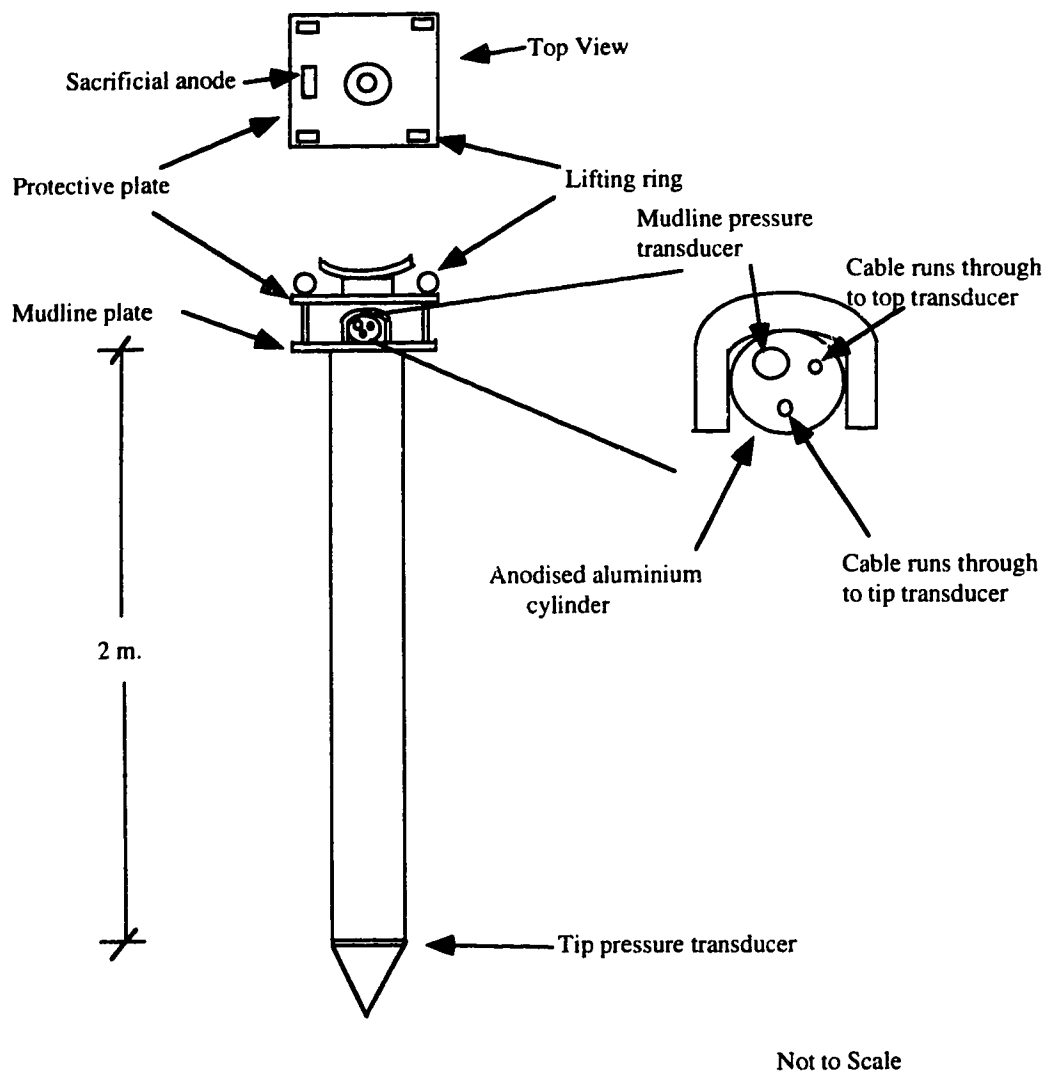 Top View
Sacrificial anode
Protective plate
Lifting ring
Mudline pressure
transducer
Cable runs through
to top transducer
Mudline plate
Anodised aluminium
cylinder
Cable runs through
to tip transducer
2 m.
Tip pressure transducer
Not to Scale